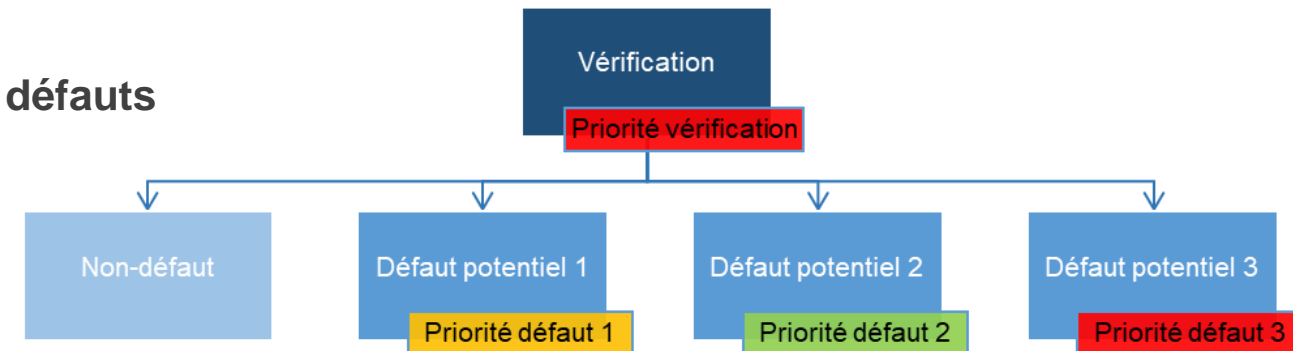 Vérification
défauts
Priorité vérification
Non-défaut
Défaut potentiel 1
Défaut potentiel 2
Défaut potentiel 3
Priorité défaut 1
Priorité défaut 2
Priorité défaut 3